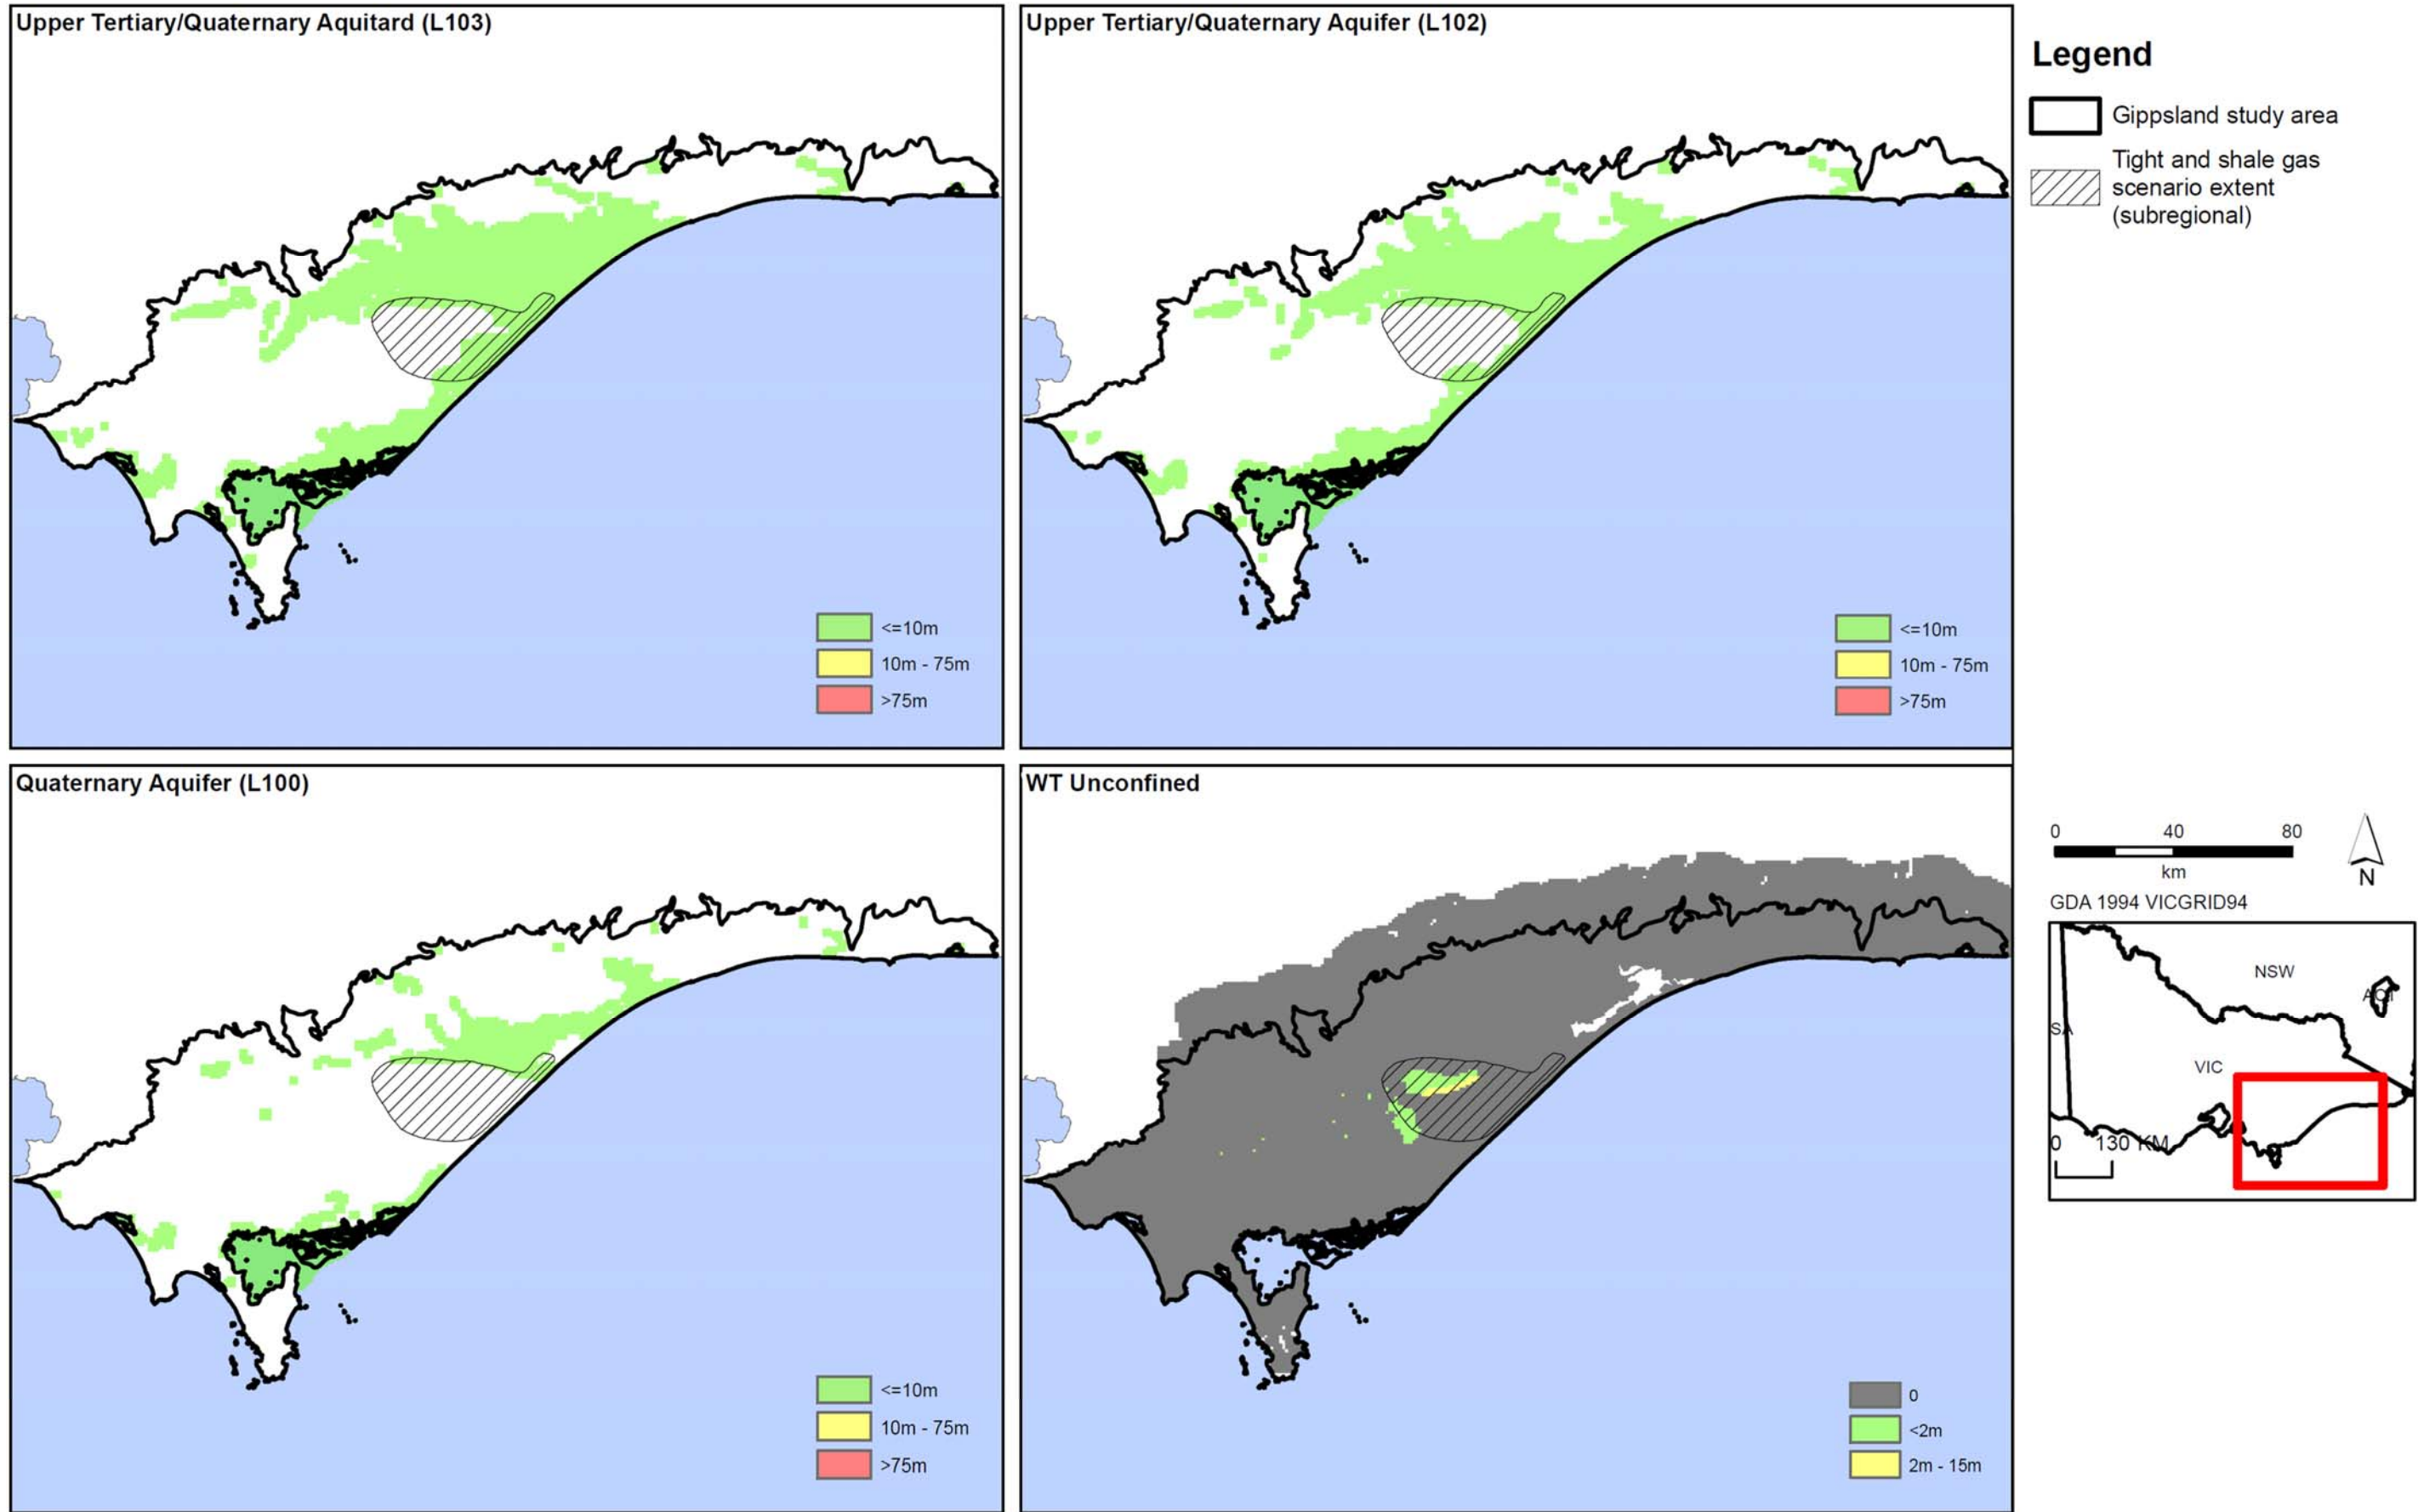 Upper Tertiary/Quaternary Aquitard (L103)
<=10m
10m - 75m
>75m
Upper Tertiary/Quaternary Aquifer (L102)
<=10m
10m - 75m
>75m
Legend
Gippsland study area
Tight and shale gas
scenario extent
(subregional)
Quaternary Aquifer (L100)
<=10m
10m - 75m
>75m
WT Unconfined
0
<2m
2m - 15m
0 40 80
km
N
GDA 1994 VICGRID94
NSW
ACT
SA
VIC
0 130 KM